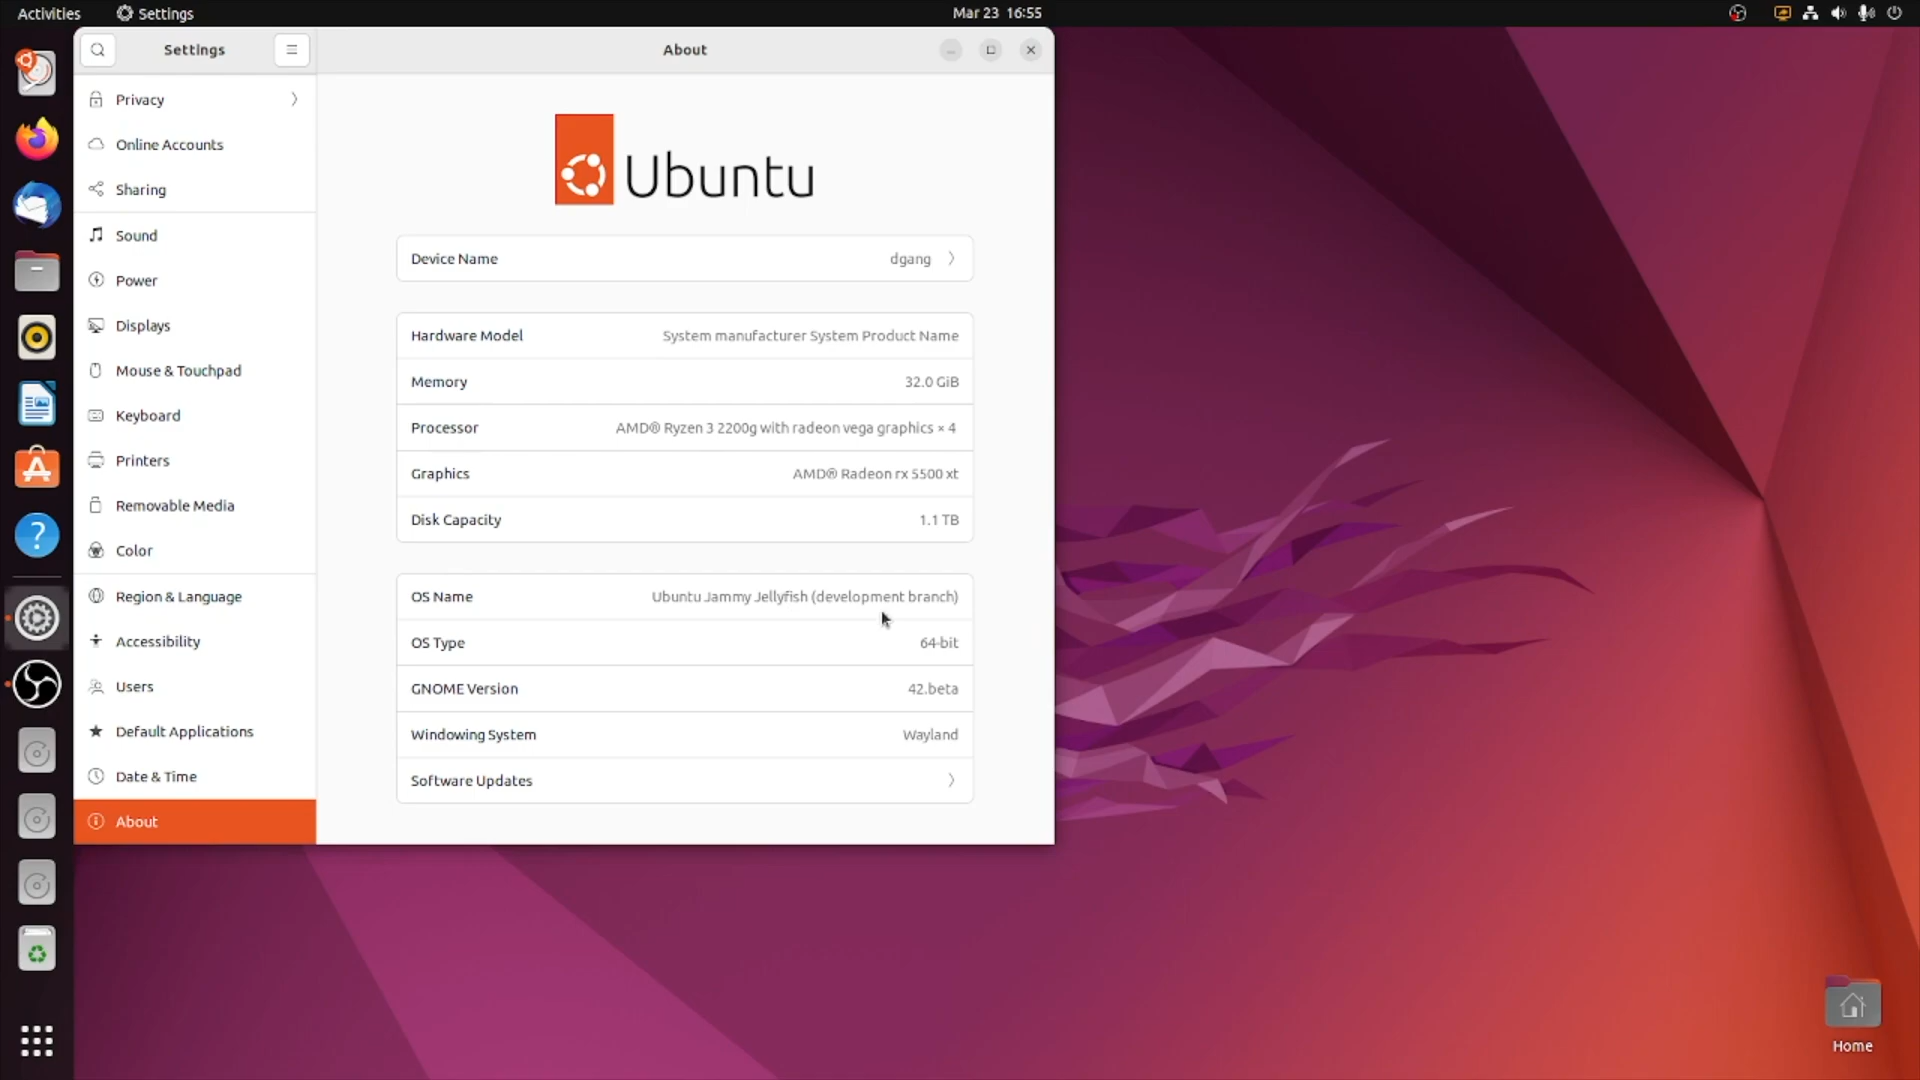 Activities
Settings
Mar 23 16:55
Settings
About
Privacy
Online Accounts
Sharing
Sound
Power
Displays
Mouse & Touchpad
Keyboard
Printers
Removable Media
Color
Region & Language
Accessibility
Users
Default Applications
Date & Time
About
Ubuntu
Device Name dgang
Hardware Model System manufacturer System Product Name
Memory 32.0 GiB
Processor AMD® Ryzen 3 2200g with radeon vega graphics × 4
Graphics AMD® Radeon rx 5500 xt
Disk Capacity 1.1 TB
OS Name Ubuntu Jammy Jellyfish (development branch)
OS Type 64-bit
GNOME Version 42.beta
Windowing System Wayland
Software Updates
Home